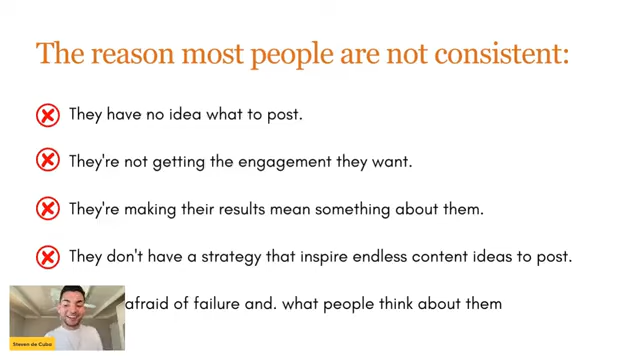 The reason most people are not consistent:
They have no idea what to post.
They're not getting the engagement they want.
They're making their results mean something about them.
They don't have a strategy that inspire endless content ideas to post.
afraid of failure and. what people think about them
Steven de Cuba